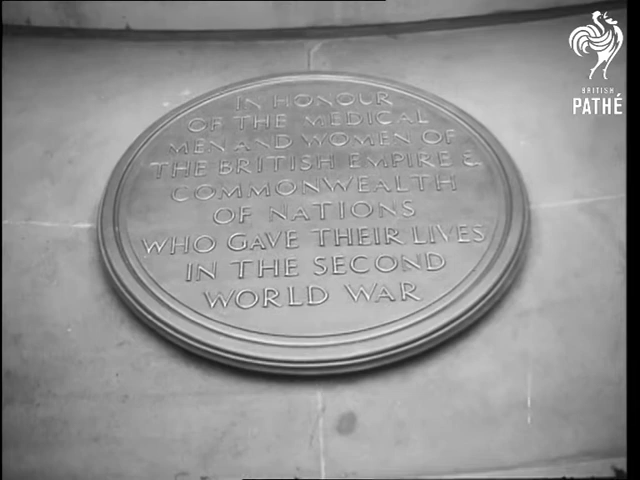 BRITISH
PATHÉ
IN HONOUR
OF THE MEDICAL
MEN AND WOMEN OF
THE BRITISH EMPIRE &
COMMONWEALTH
OF NATIONS
WHO GAVE THEIR LIVES
IN THE SECOND
WORLD WAR